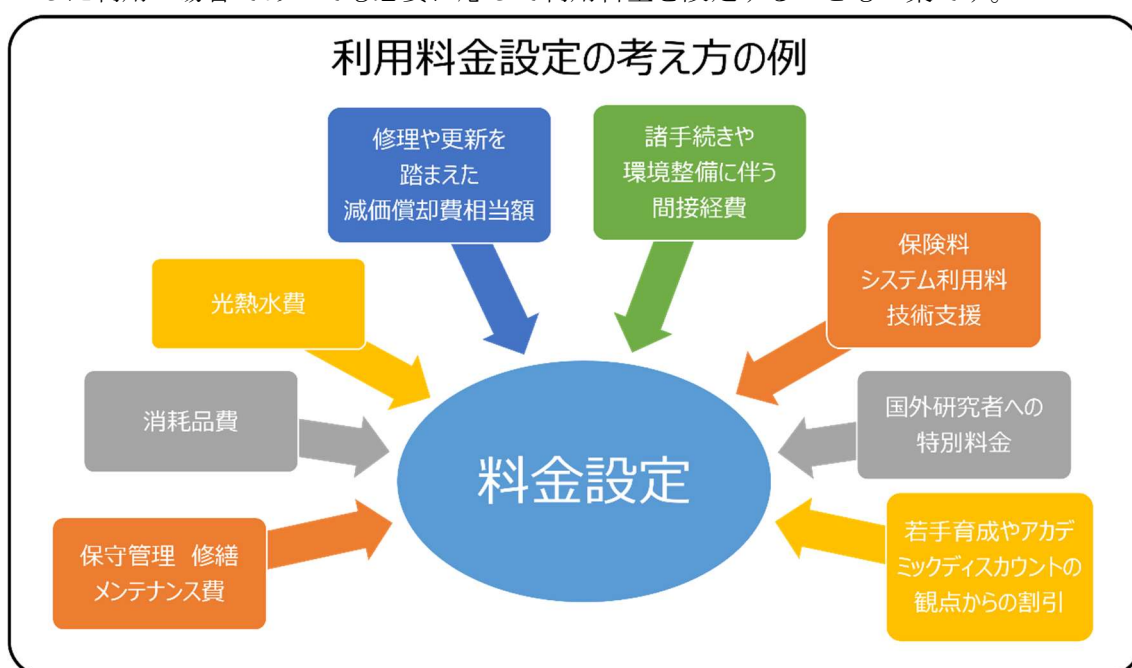 利用料金設定の考え方の例
修理や更新を
踏まえた
減価償却費相当額
諸手続きや
環境整備に伴う
間接経費
保険料
システム利用料
技術支援
光熱水費
消耗品費
国外研究者への
特別料金
料金設定
保守管理 修繕
メンテナンス費
若手育成やアカデ
ミックディスカウントの
観点からの割引